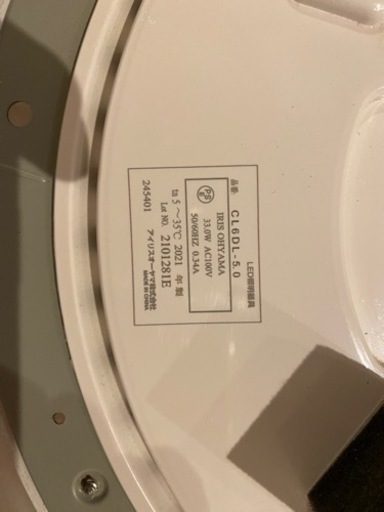 LED照明器具
品番: CL6DL-5.0
PS E
IRIS OHYAMA
33.0W AC100V
50/60HZ 0.34A
ta 5 ～35℃ 2021 年製
Lot NO. 2101281E
アイリスオーヤマ株式会社
245401 MADE IN CHINA